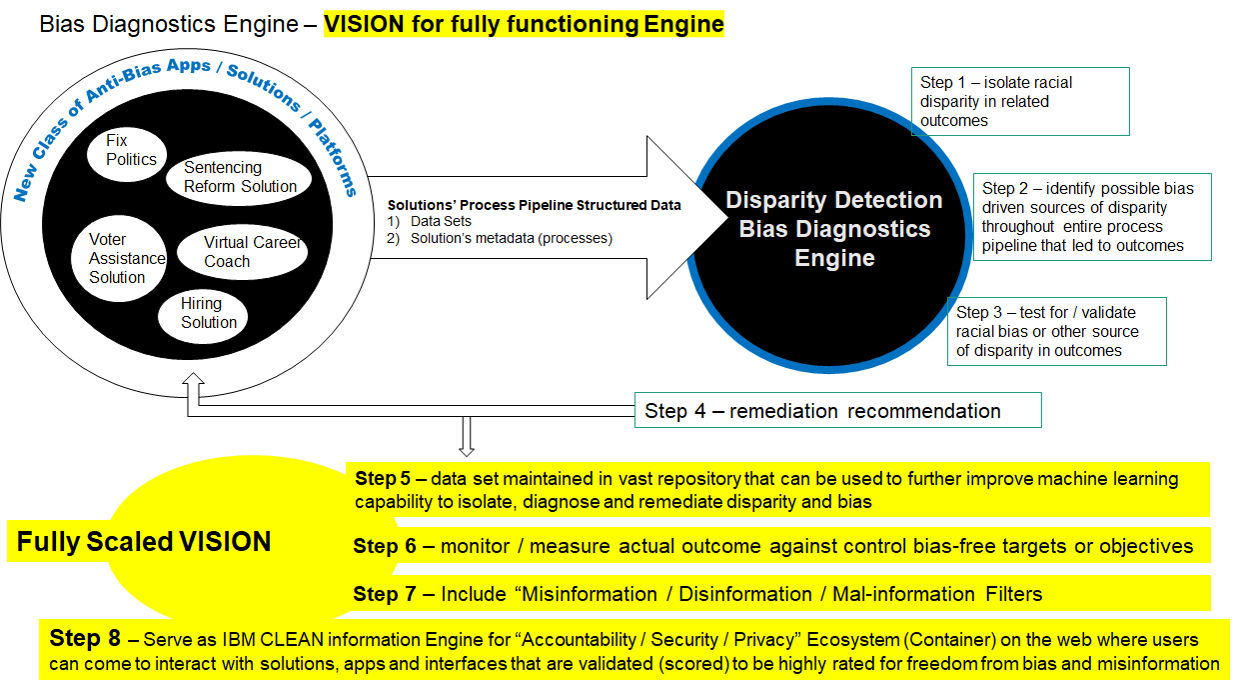 Bias Diagnostics Engine – VISION for fully functioning Engine
New Class of Anti-Bias Apps / Solutions / Platforms
Fix
Politics
Sentencing
Reform Solution
Voter
Assistance
Solution
Virtual Career
Coach
Hiring
Solution
Solutions’ Process Pipeline Structured Data
1) Data Sets
2) Solution’s metadata (processes)
Disparity Detection
Bias Diagnostics
Engine
Step 1 – isolate racial
disparity in related
outcomes
Step 2 – identify possible bias
driven sources of disparity
throughout entire process
pipeline that led to outcomes
Step 3 – test for / validate
racial bias or other source
of disparity in outcomes
Step 4 – remediation recommendation
Fully Scaled VISION
Step 5 – data set maintained in vast repository that can be used to further improve machine learning
capability to isolate, diagnose and remediate disparity and bias
Step 6 – monitor / measure actual outcome against control bias-free targets or objectives
Step 7 – Include “Misinformation / Disinformation / Mal-information Filters
Step 8 – Serve as IBM CLEAN information Engine for “Accountability / Security / Privacy” Ecosystem (Container) on the web where users
can come to interact with solutions, apps and interfaces that are validated (scored) to be highly rated for freedom from bias and misinformation